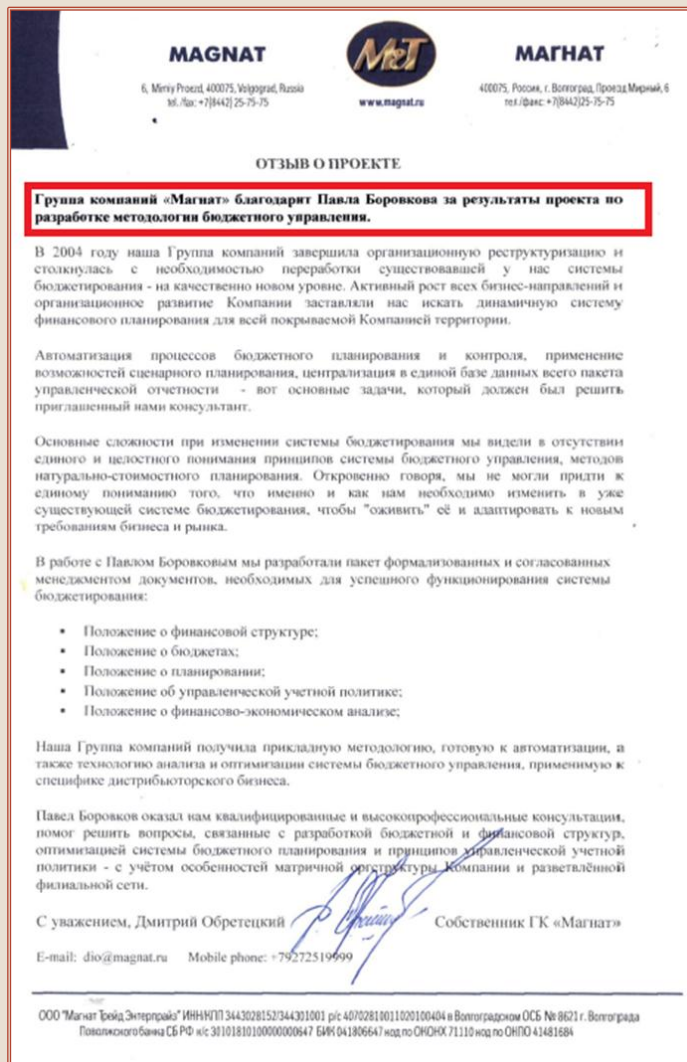 MAGNAT
6, Mirniy Proezd, 400075, Volgograd, Russia
tel. /fax: +7(8442) 25-75-75
M&T
www.magnat.ru
МАГНАТ
400075, Россия, г. Волгоград, Проезд Мирный, 6
тел./факс: +7(8442)25-75-75
ОТЗЫВ О ПРОЕКТЕ
Группа компаний «Магнат» благодарит Павла Боровкова за результаты проекта по
разработке методологии бюджетного управления.
В 2004 году наша Группа компаний завершила организационную реструктуризацию и
столкнулась с необходимостью переработки существовавшей у нас системы
бюджетирования - на качественно новом уровне. Активный рост всех бизнес-направлений и
организационное развитие Компании заставляли нас искать динамичную систему
финансового планирования для всей покрываемой Компанией территории.
Автоматизация процессов бюджетного планирования и контроля, применение
возможностей сценарного планирования, централизация в единой базе данных всего пакета
управленческой отчетности - вот основные задачи, который должен был решить
приглашенный нами консультант.
Основные сложности при изменении системы бюджетирования мы видели в отсутствии
единого и целостного понимания принципов системы бюджетного управления, методов
натурально-стоимостного планирования. Откровенно говоря, мы не могли придти к
единому пониманию того, что именно и как нам необходимо изменить в уже
существующей системе бюджетирования, чтобы "оживить" её и адаптировать к новым
требованиям бизнеса и рынка.
В работе с Павлом Боровковым мы разработали пакет формализованных и согласованных
менеджментом документов, необходимых для успешного функционирования системы
бюджетирования:
▪ Положение о финансовой структуре;
▪ Положение о бюджетах;
▪ Положение о планировании;
▪ Положение об управленческой учетной политике;
▪ Положение о финансово-экономическом анализе;
Наша Группа компаний получила прикладную методологию, готовую к автоматизации, а
также технологию анализа и оптимизации системы бюджетного управления, применимую к
специфике дистрибьюторского бизнеса.
Павел Боровков оказал нам квалифицированные и высокопрофессиональные консультации,
помог решить вопросы, связанные с разработкой бюджетной и финансовой структур,
оптимизацией системы бюджетного планирования и принципов управленческой учетной
политики - с учётом особенностей матричной оргструктуры Компании и разветвлённой
филиальной сети.
С уважением, Дмитрий Обретецкий Собственник ГК «Магнат»
E-mail: dio@magnat.ru Mobile phone: +79272519999
ООО "Магнат Трейд Энтерпрайз" ИНН/КПП 3443028152/344301001 р/с 40702810011020100404 в Волгоградском ОСБ № 8621 г. Волгограда
Поволжского банка СБ РФ к/с 30101810100000000647 БИК 041806647 код по ОКОНХ 71110 код по ОКПО 41481684